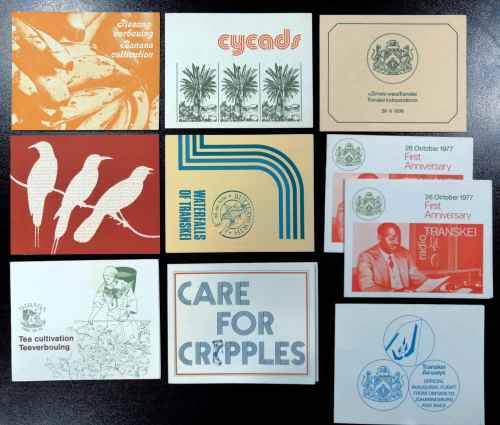 Piesang
verbouing
Banana
cultivation
cycads
Transkei Independence
26 October 1977
First
Anniversary
26 October 1977
First
Anniversary
radio
TRANSKEI
WATERFALLS
OF TRANSKEI
Tea cultivation
Teeverbouing
CARE
FOR
CRIPPLES
Transkei
Airways
OFFICIAL
INAUGURAL FLIGHT
FROM UMTATA TO
JOHANNESBURG
AND BACK